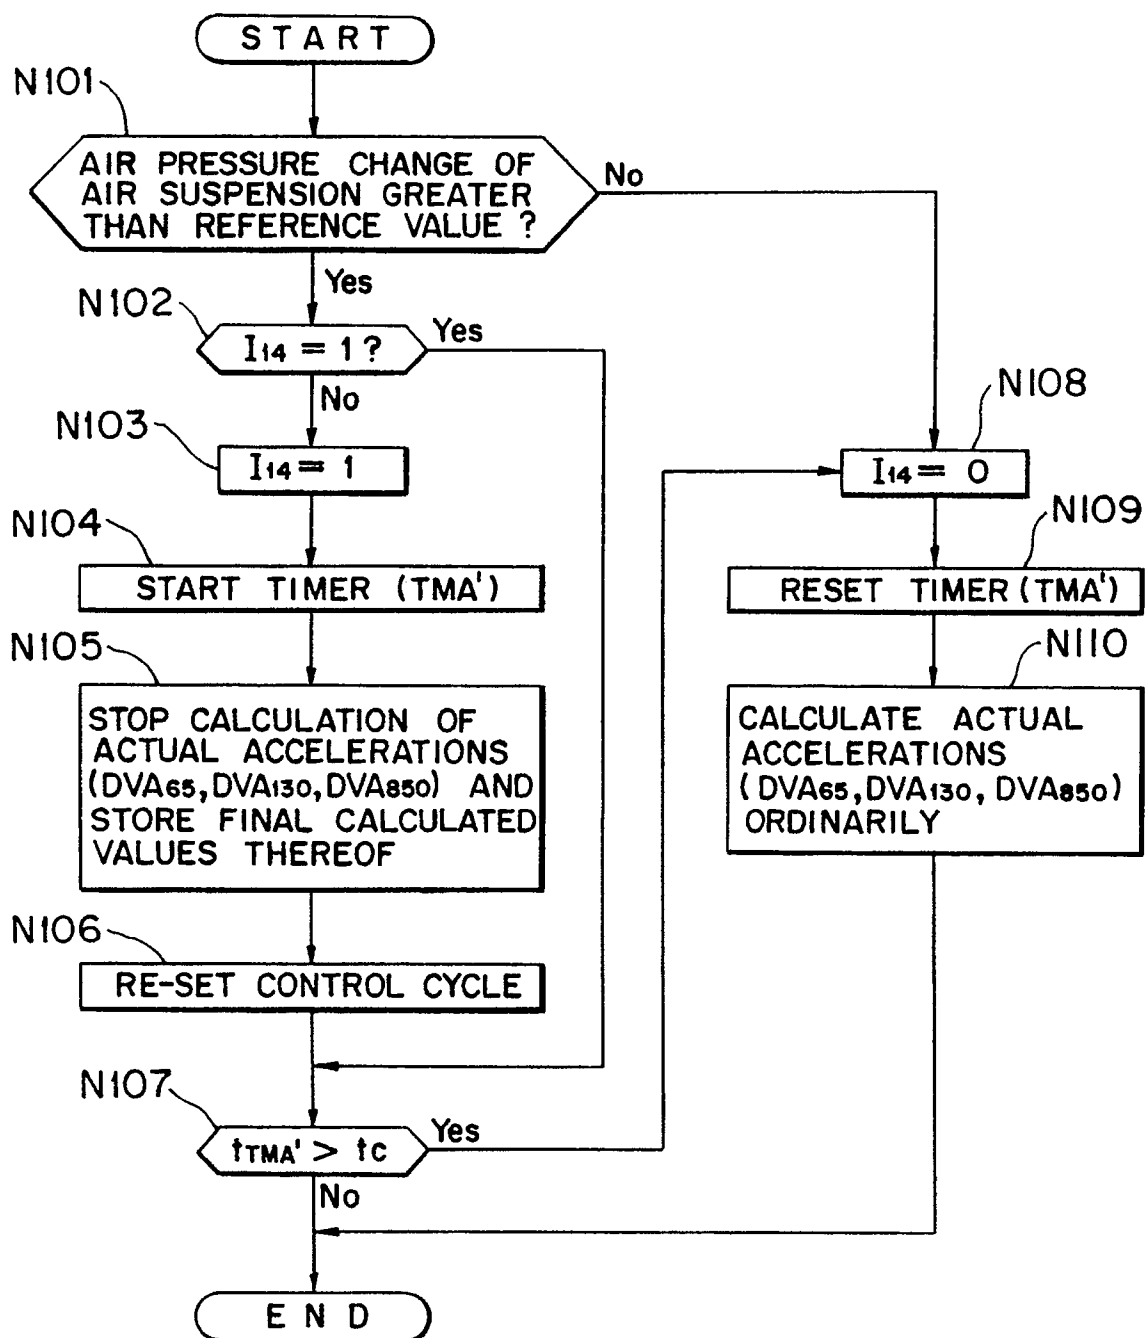 START
N101
AIR PRESSURE CHANGE OF
AIR SUSPENSION GREATER
THAN REFERENCE VALUE ?
No
Yes
N102
I14 = 1 ?
Yes
No
N103
I14 = 1
N104
START TIMER (TMA')
N105
STOP CALCULATION OF
ACTUAL ACCELERATIONS
(DVA65, DVA130, DVA850) AND
STORE FINAL CALCULATED
VALUES THEREOF
N106
RE-SET CONTROL CYCLE
N107
tTMA' > tc
Yes
No
N108
I14 = 0
N109
RESET TIMER (TMA')
N110
CALCULATE ACTUAL
ACCELERATIONS
(DVA65, DVA130, DVA850)
ORDINARILY
END